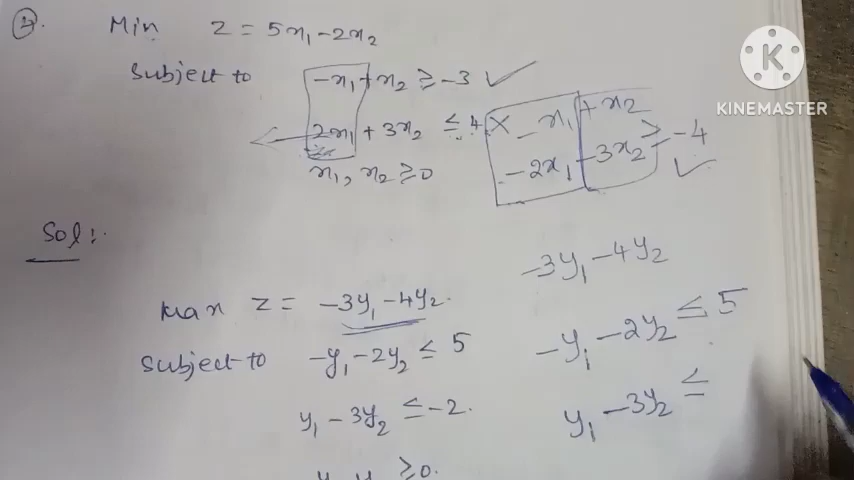 4.
Min Z = 5x₁ - 2x₂
Subject to -x₁ + x₂ ≥ -3 ✓
2x₁ + 3x₂ ≤ 4 ×
x₁, x₂ ≥ 0
-x₁ + x₂
-2x₁ - 3x₂ ≥ -4 ✓
K
KINEMASTER
Sol:.
Max Z = -3y₁ - 4y₂.
Subject to -y₁ - 2y₂ ≤ 5
y₁ - 3y₂ ≤ -2.
≥ 0
-3y₁ - 4y₂
-y₁ - 2y₂ ≤ 5
y₁ - 3y₂ ≤